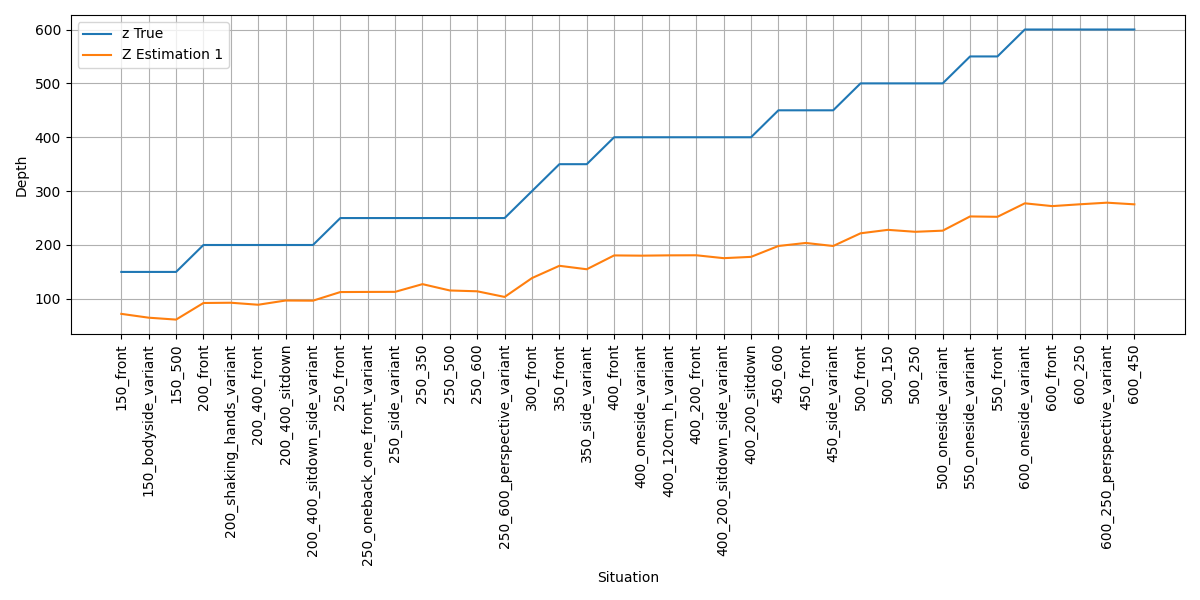 z True
Z Estimation 1
Depth
600
500
400
300
200
100
150_front
150_bodyside_variant
150_500
200_front
200_shaking_hands_variant
200_400_front
200_400_sitdown
200_400_sitdown_side_variant
250_front
250_oneback_one_front_variant
250_side_variant
250_350
250_500
250_600
250_600_perspective_variant
300_front
350_front
350_side_variant
400_front
400_oneside_variant
400_120cm_h_variant
400_200_front
400_200_sitdown_side_variant
400_200_sitdown
450_600
450_front
450_side_variant
500_front
500_150
500_250
500_oneside_variant
550_oneside_variant
550_front
600_oneside_variant
600_front
600_250
600_250_perspective_variant
600_450
Situation